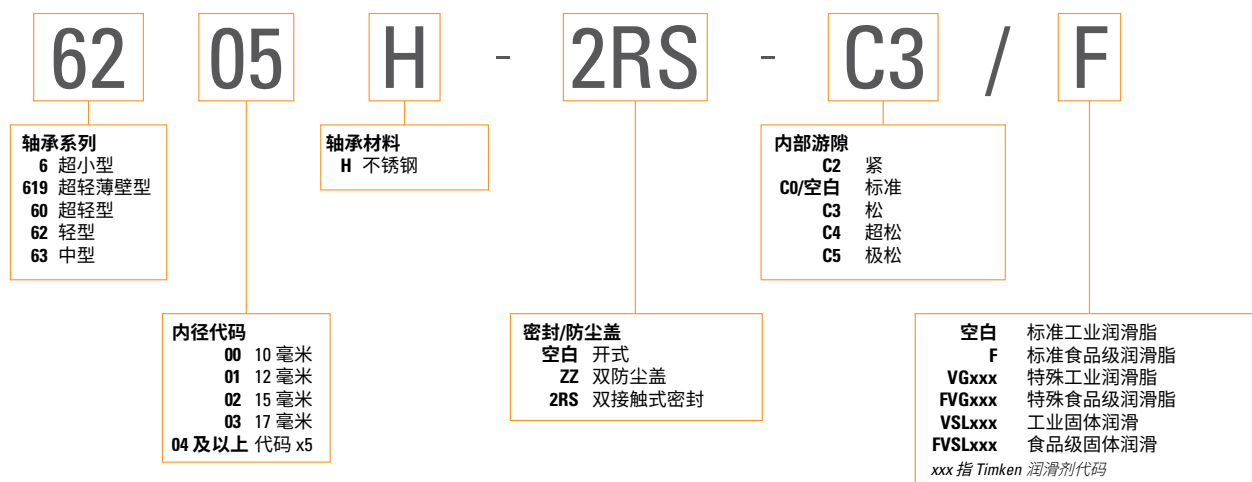 62 05 H - 2RS - C3 / F
轴承系列
6 超小型
619 超轻薄壁型
60 超轻型
62 轻型
63 中型
轴承材料
H 不锈钢
内部游隙
C2 紧
C0/空白 标准
C3 松
C4 超松
C5 极松
内径代码
00 10 毫米
01 12 毫米
02 15 毫米
03 17 毫米
04 及以上 代码 x5
密封/防尘盖
空白 开式
ZZ 双防尘盖
2RS 双接触式密封
空白 标准工业润滑脂
F 标准食品级润滑脂
VGxxx 特殊工业润滑脂
FVGxxx 特殊食品级润滑脂
VSLxxx 工业固体润滑
FVSLxxx 食品级固体润滑
xxx 指 Timken 润滑剂代码